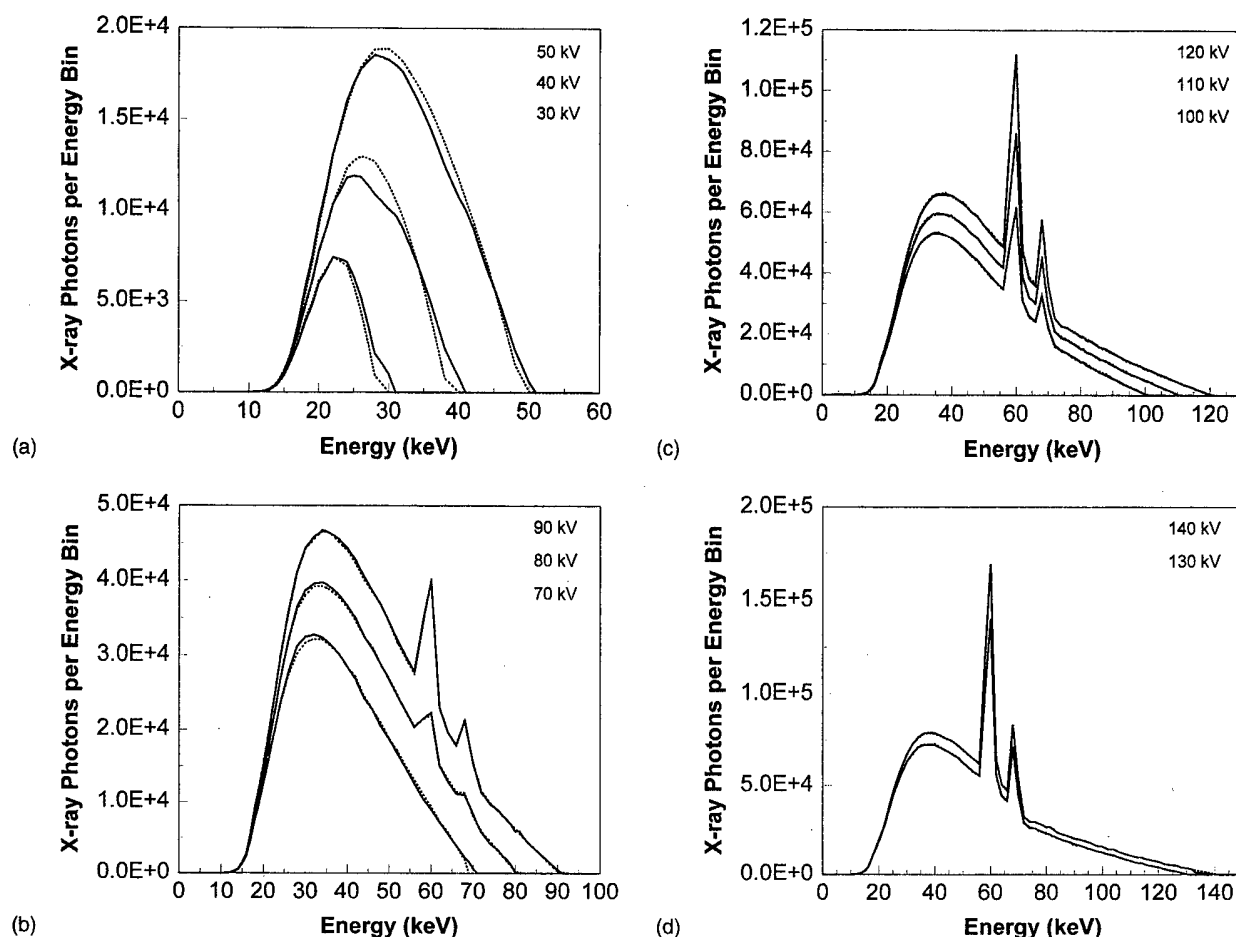 2.0E+4
1.5E+4
1.0E+4
5.0E+3
0.0E+0
X-ray Photons per Energy Bin
50 kV
40 kV
30 kV
0 10 20 30 40 50 60
Energy (keV)
(a)
5.0E+4
4.0E+4
3.0E+4
2.0E+4
1.0E+4
0.0E+0
X-ray Photons per Energy Bin
90 kV
80 kV
70 kV
0 10 20 30 40 50 60 70 80 90 100
Energy (keV)
(b)
1.2E+5
1.0E+5
8.0E+4
6.0E+4
4.0E+4
2.0E+4
0.0E+0
X-ray Photons per Energy Bin
120 kV
110 kV
100 kV
0 20 40 60 80 100 120
Energy (keV)
(c)
2.0E+5
1.5E+5
1.0E+5
5.0E+4
0.0E+0
X-ray Photons per Energy Bin
140 kV
130 kV
0 20 40 60 80 100 120 140
Energy (keV)
(d)